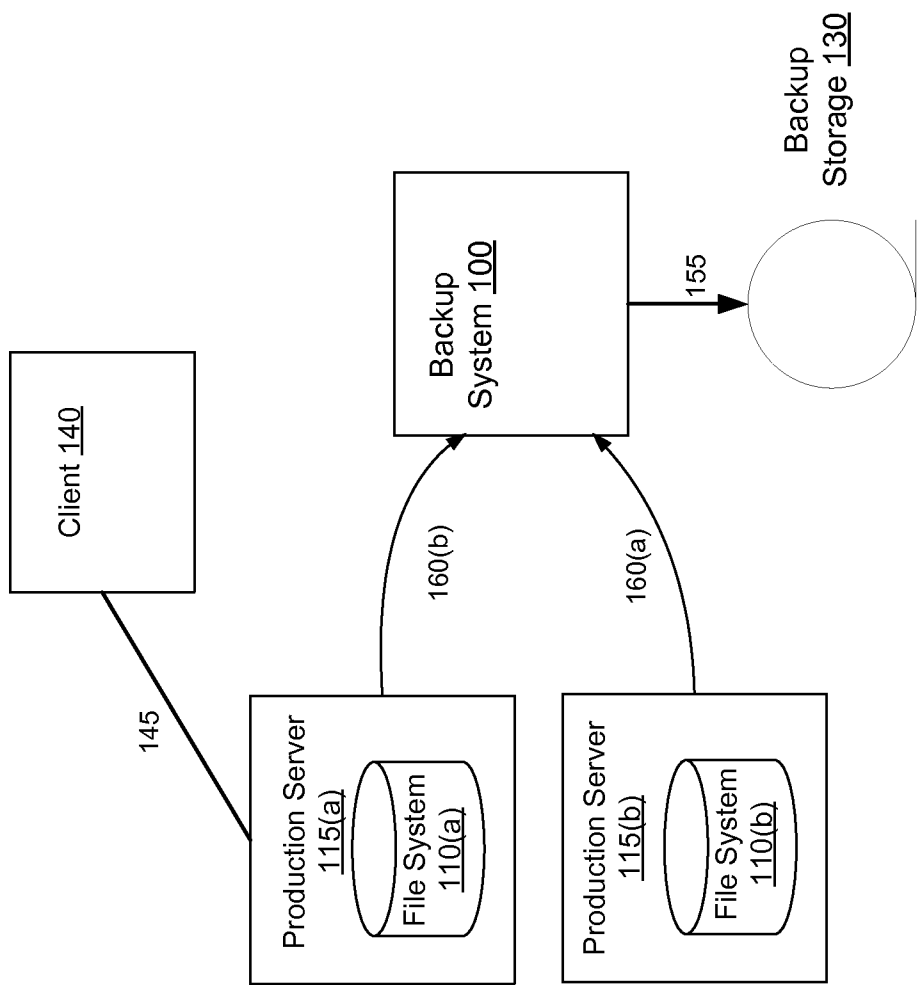 Production Server
115(a)
File System
110(a)
Production Server
115(b)
File System
110(b)
145
160(b)
160(a)
Client 140
Backup
System 100
155
Backup
Storage 130